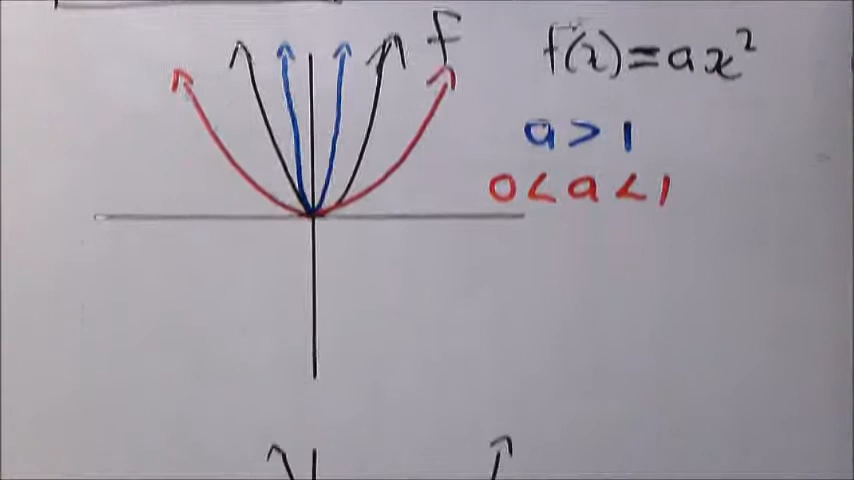 f
f(x)=ax²
a>1
0<a<1